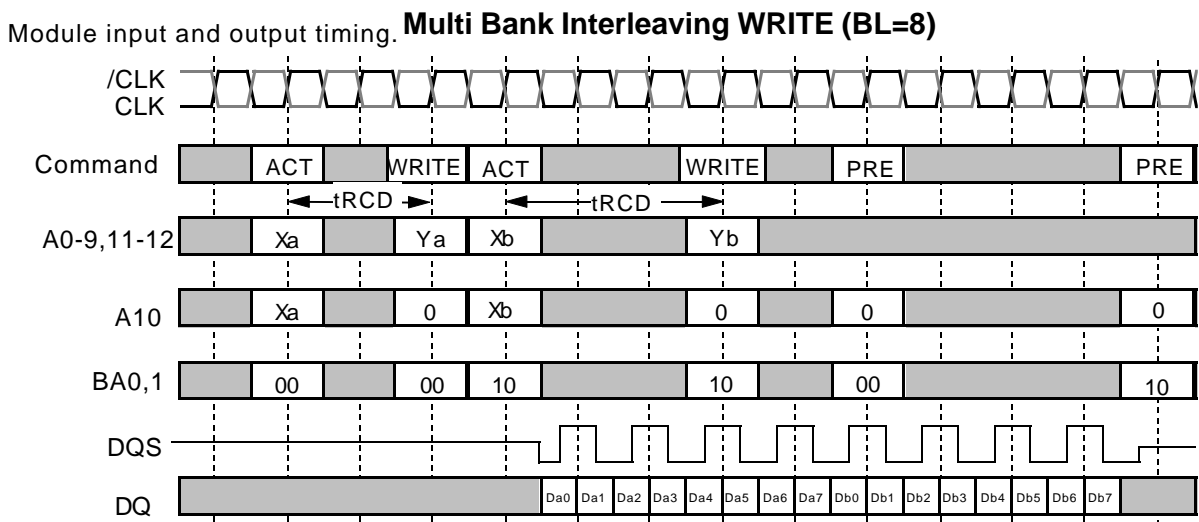 Module input and output timing. Multi Bank Interleaving WRITE (BL=8)
/CLK
CLK
Command ACT WRITE ACT WRITE PRE PRE
tRCD tRCD
A0-9,11-12 Xa Ya Xb Yb
A10 Xa 0 Xb 0 0 0
BA0,1 00 00 10 10 00 10
DQS
DQ Da0 Da1 Da2 Da3 Da4 Da5 Da6 Da7 Db0 Db1 Db2 Db3 Db4 Db5 Db6 Db7